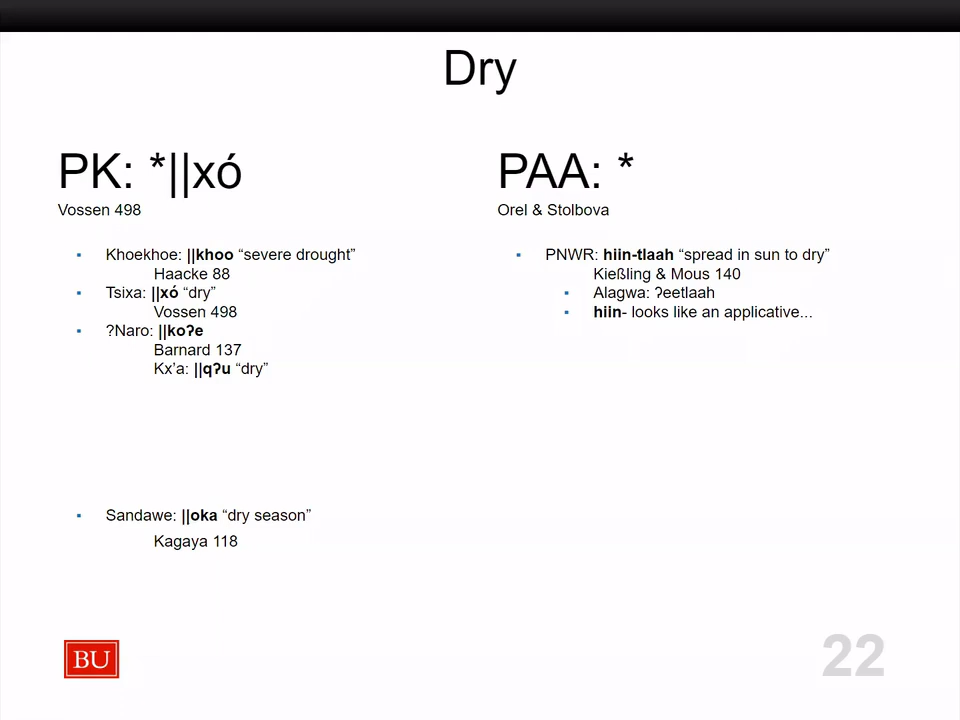 Dry
PK: *||xó
Vossen 498
▪ Khoekhoe: ||khoo “severe drought”
Haacke 88
▪ Tsixa: ||xó “dry”
Vossen 498
▪ ?Naro: ||koʔe
Barnard 137
Kx’a: ||qʔu “dry”
▪ Sandawe: ||oka “dry season”
Kagaya 118
PAA: *
Orel & Stolbova
▪ PNWR: hiin-tlaah “spread in sun to dry”
Kießling & Mous 140
▪ Alagwa: ʔeetlaah
▪ hiin- looks like an applicative...
BU
22